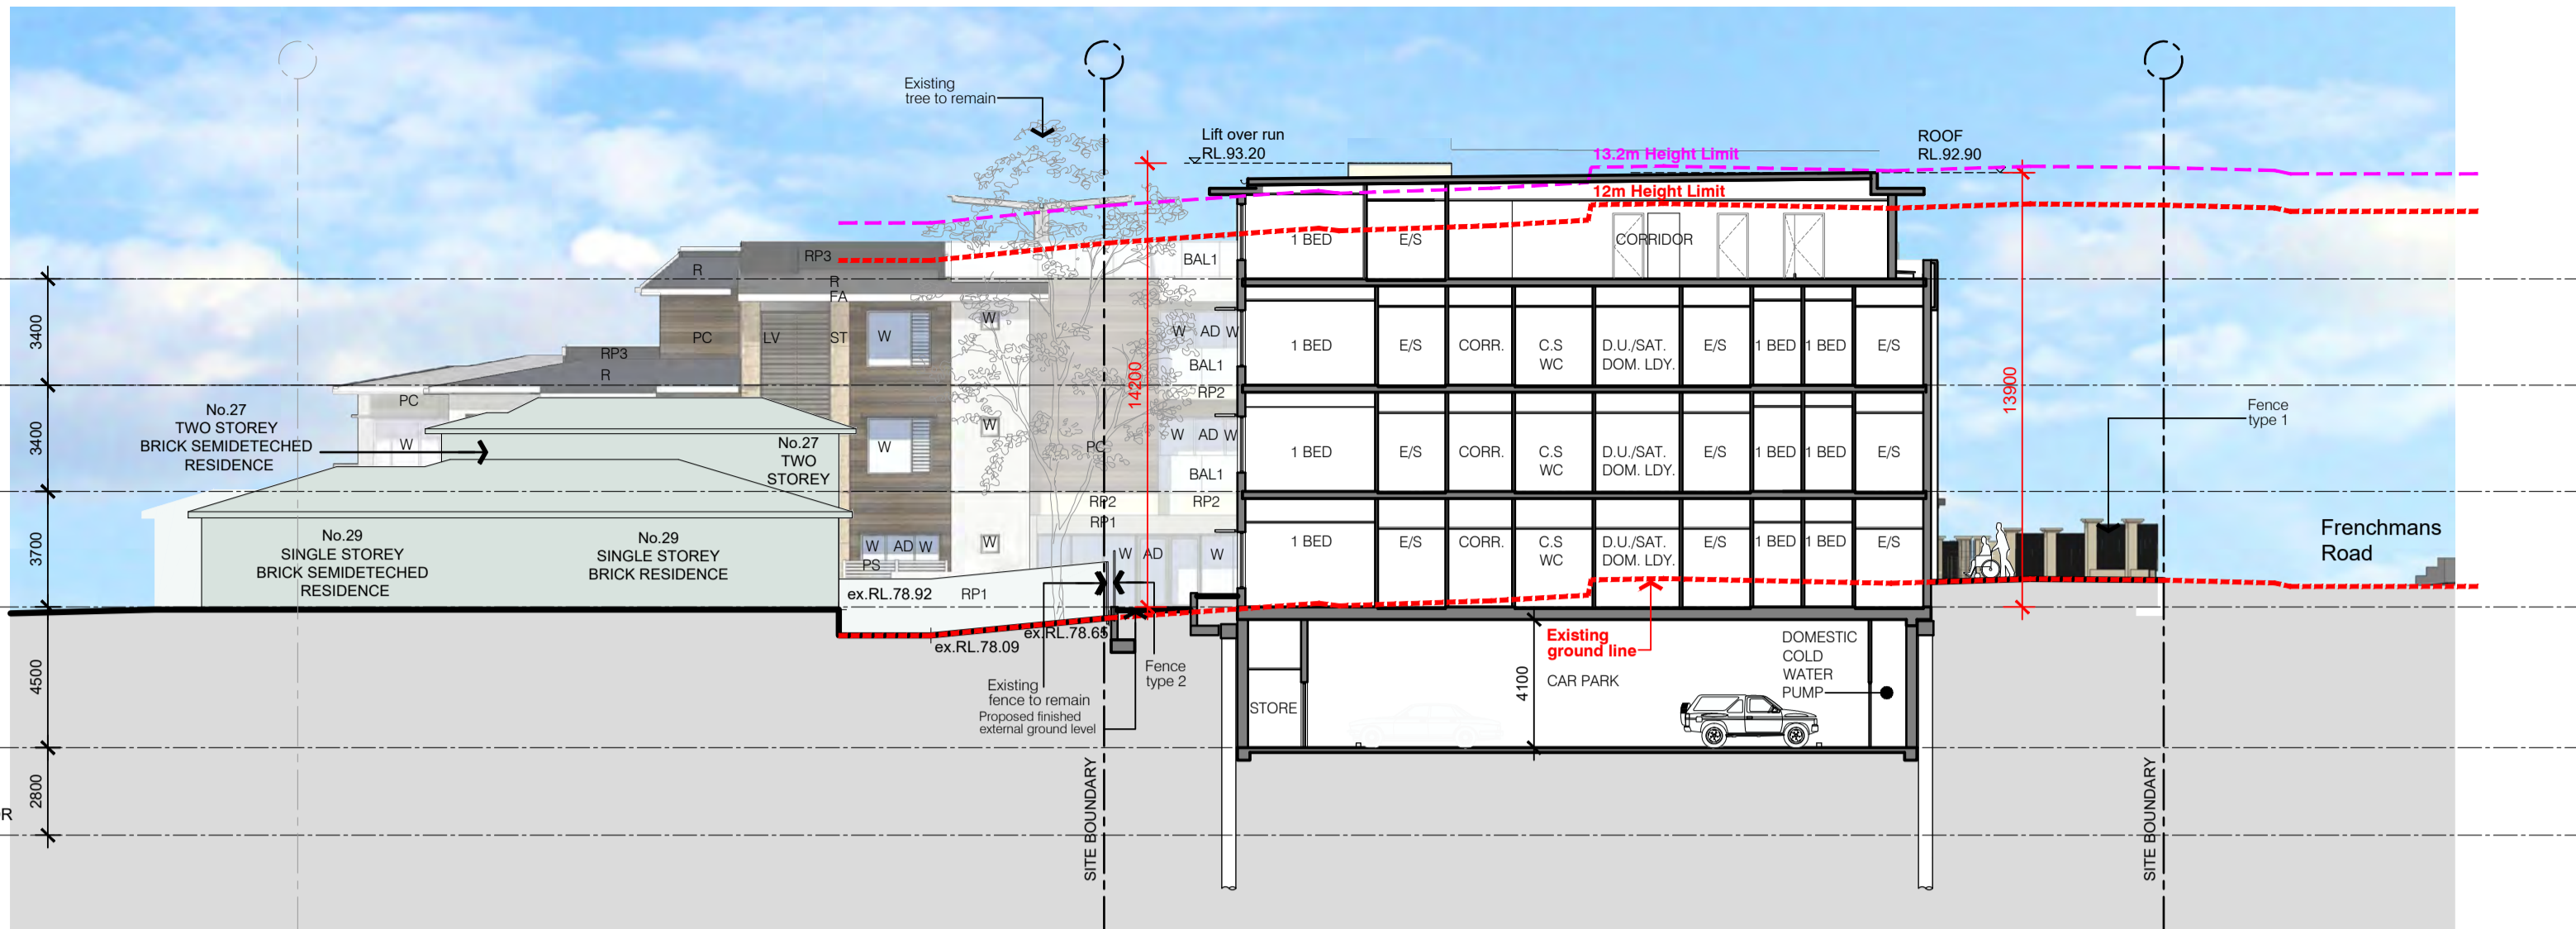 Existing
tree to remain
Lift over run
RL.93.20
13.2m Height Limit
ROOF
RL.92.90
12m Height Limit
RP3
R
R
FA
BAL1
1 BED
E/S
CORRIDOR
3400
PC
LV
ST
W
W
W
AD
W
BAL1
RP2
1 BED
E/S
CORR.
C.S
WC
D.U./SAT.
DOM. LDY.
E/S
1 BED
1 BED
E/S
RP3
R
14200
13900
PC
W
No.27
TWO STOREY
BRICK SEMIDETECHED
RESIDENCE
No.27
TWO
STOREY
3400
W
W
PC
W
AD
W
BAL1
1 BED
E/S
CORR.
C.S
WC
D.U./SAT.
DOM. LDY.
E/S
1 BED
1 BED
E/S
Fence
type 1
RP2
RP2
RP1
3700
No.29
SINGLE STOREY
BRICK SEMIDETECHED
RESIDENCE
No.29
SINGLE STOREY
BRICK RESIDENCE
W
AD
W
W
PS
W
AD
W
1 BED
E/S
CORR.
C.S
WC
D.U./SAT.
DOM. LDY.
E/S
1 BED
1 BED
E/S
Frenchmans
Road
ex.RL.78.92
RP1
ex.RL.78.65
ex.RL.78.09
Existing
fence to remain
Proposed finished
external ground level
Fence
type 2
4500
STORE
4100
Existing
ground line
CAR PARK
DOMESTIC
COLD
WATER
PUMP
2800
R
SITE BOUNDARY
SITE BOUNDARY